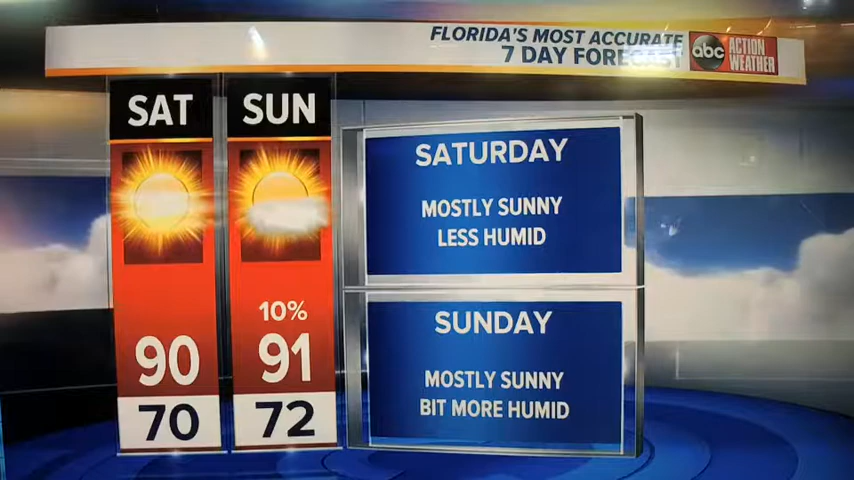 FLORIDA'S MOST ACCURATE
7 DAY FORECAST
abc ACTION
WEATHER
SAT
SUN
10%
90
91
70
72
SATURDAY
MOSTLY SUNNY
LESS HUMID
SUNDAY
MOSTLY SUNNY
BIT MORE HUMID